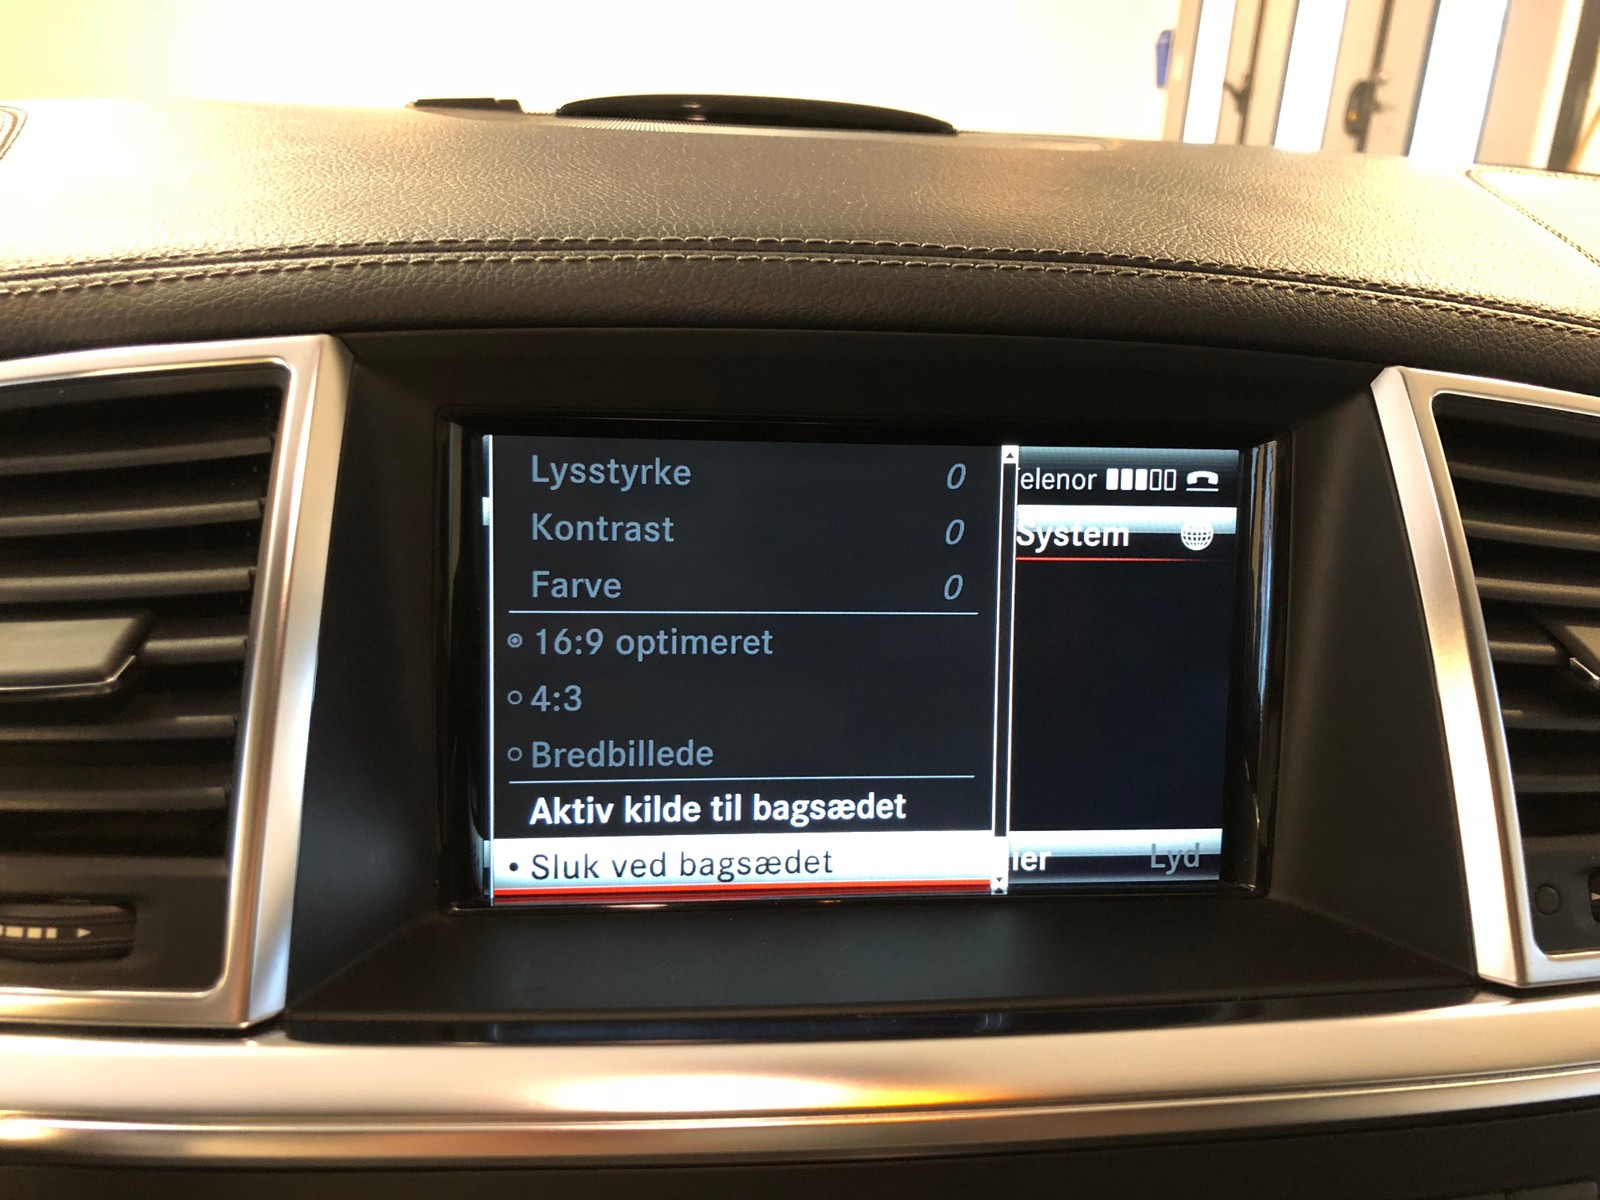 Lysstyrke 0
Kontrast 0
Farve 0
16:9 optimeret
4:3
Bredbillede
Aktiv kilde til bagsædet
• Sluk ved bagsædet
elenor
System
ler
Lyd